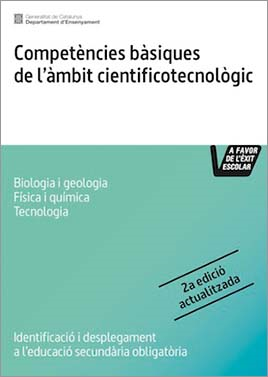 Generalitat de Catalunya
Departament d'Ensenyament
Competències bàsiques
de l'àmbit cientificotecnològic
A FAVOR
DE L'ÈXIT
ESCOLAR
Biologia i geologia
Física i química
Tecnologia
2a edició
actualitzada
Identificació i desplegament
a l'educació secundària obligatòria